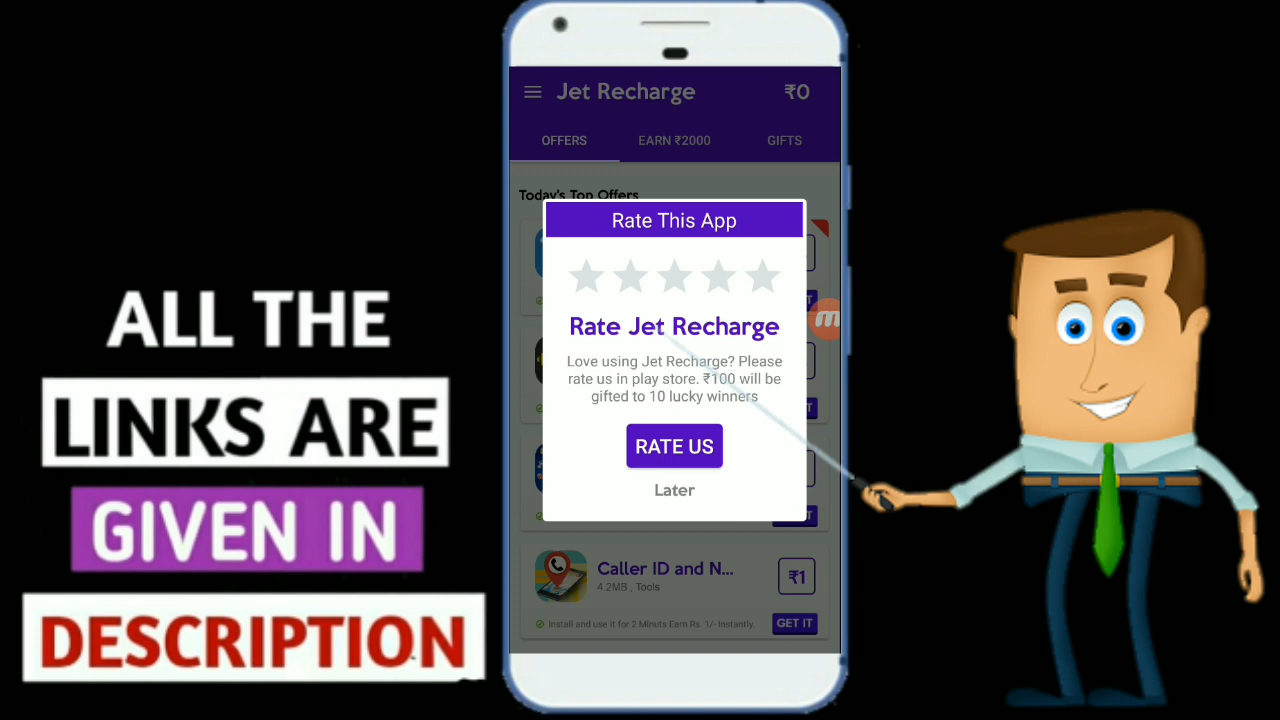 ALL THE
LINKS ARE
GIVEN IN
DESCRIPTION
Jet Recharge ₹0
OFFERS EARN ₹2000 GIFTS
Today's Top Offers
Rate This App
Rate Jet Recharge
Love using Jet Recharge? Please
rate us in play store. ₹100 will be
gifted to 10 lucky winners
RATE US
Later
Caller ID and N...
₹1
4.2MB , Tools
Install and use it for 2 Minuts Earn Rs. 1/- Instantly.
GET IT